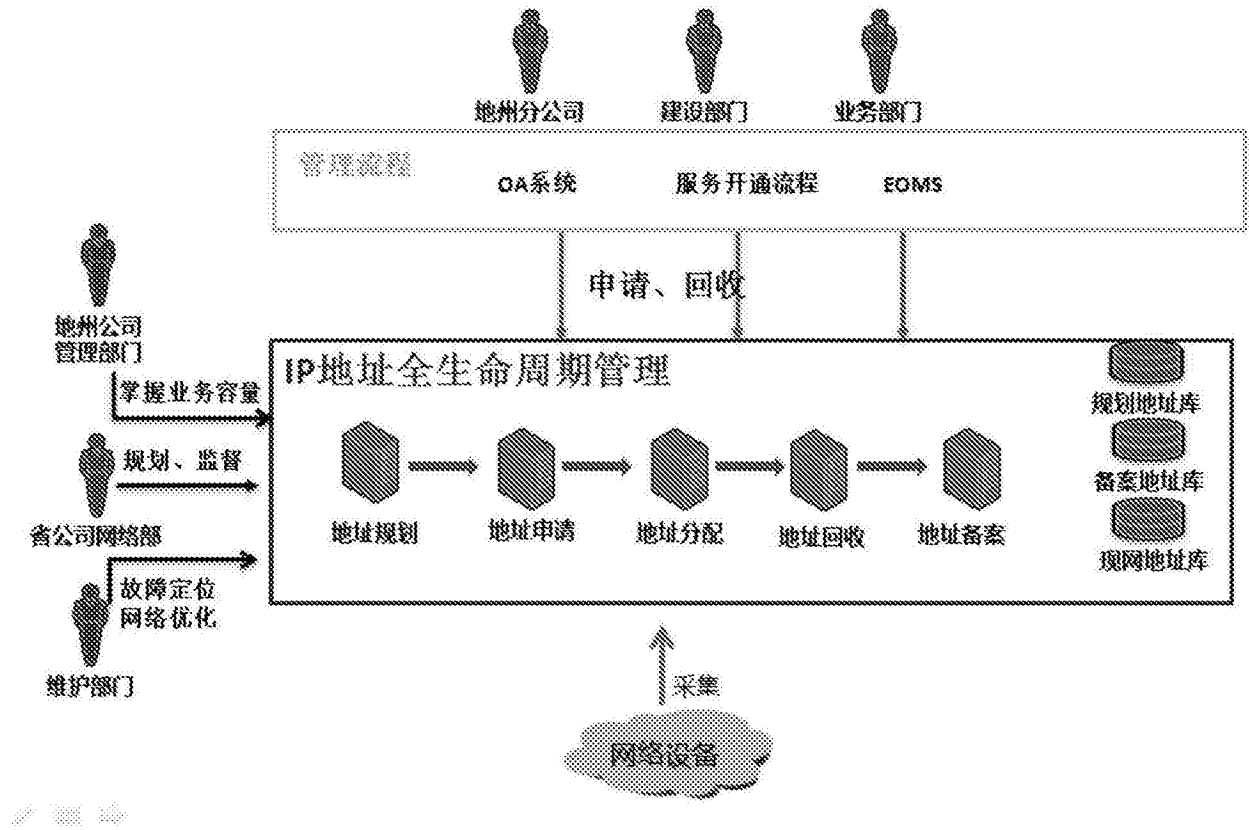 地州分公司
建设部门
业务部门
管理流程
OA系统
服务开通流程
EOMS
申请、回收
地州公司
管理部门
掌握业务容量
规划、监督
省公司网络部
故障定位
网络优化
维护部门
IP地址全生命周期管理
地址规划
地址申请
地址分配
地址回收
地址备案
规划地址库
备案地址库
现网地址库
采集
网络设备